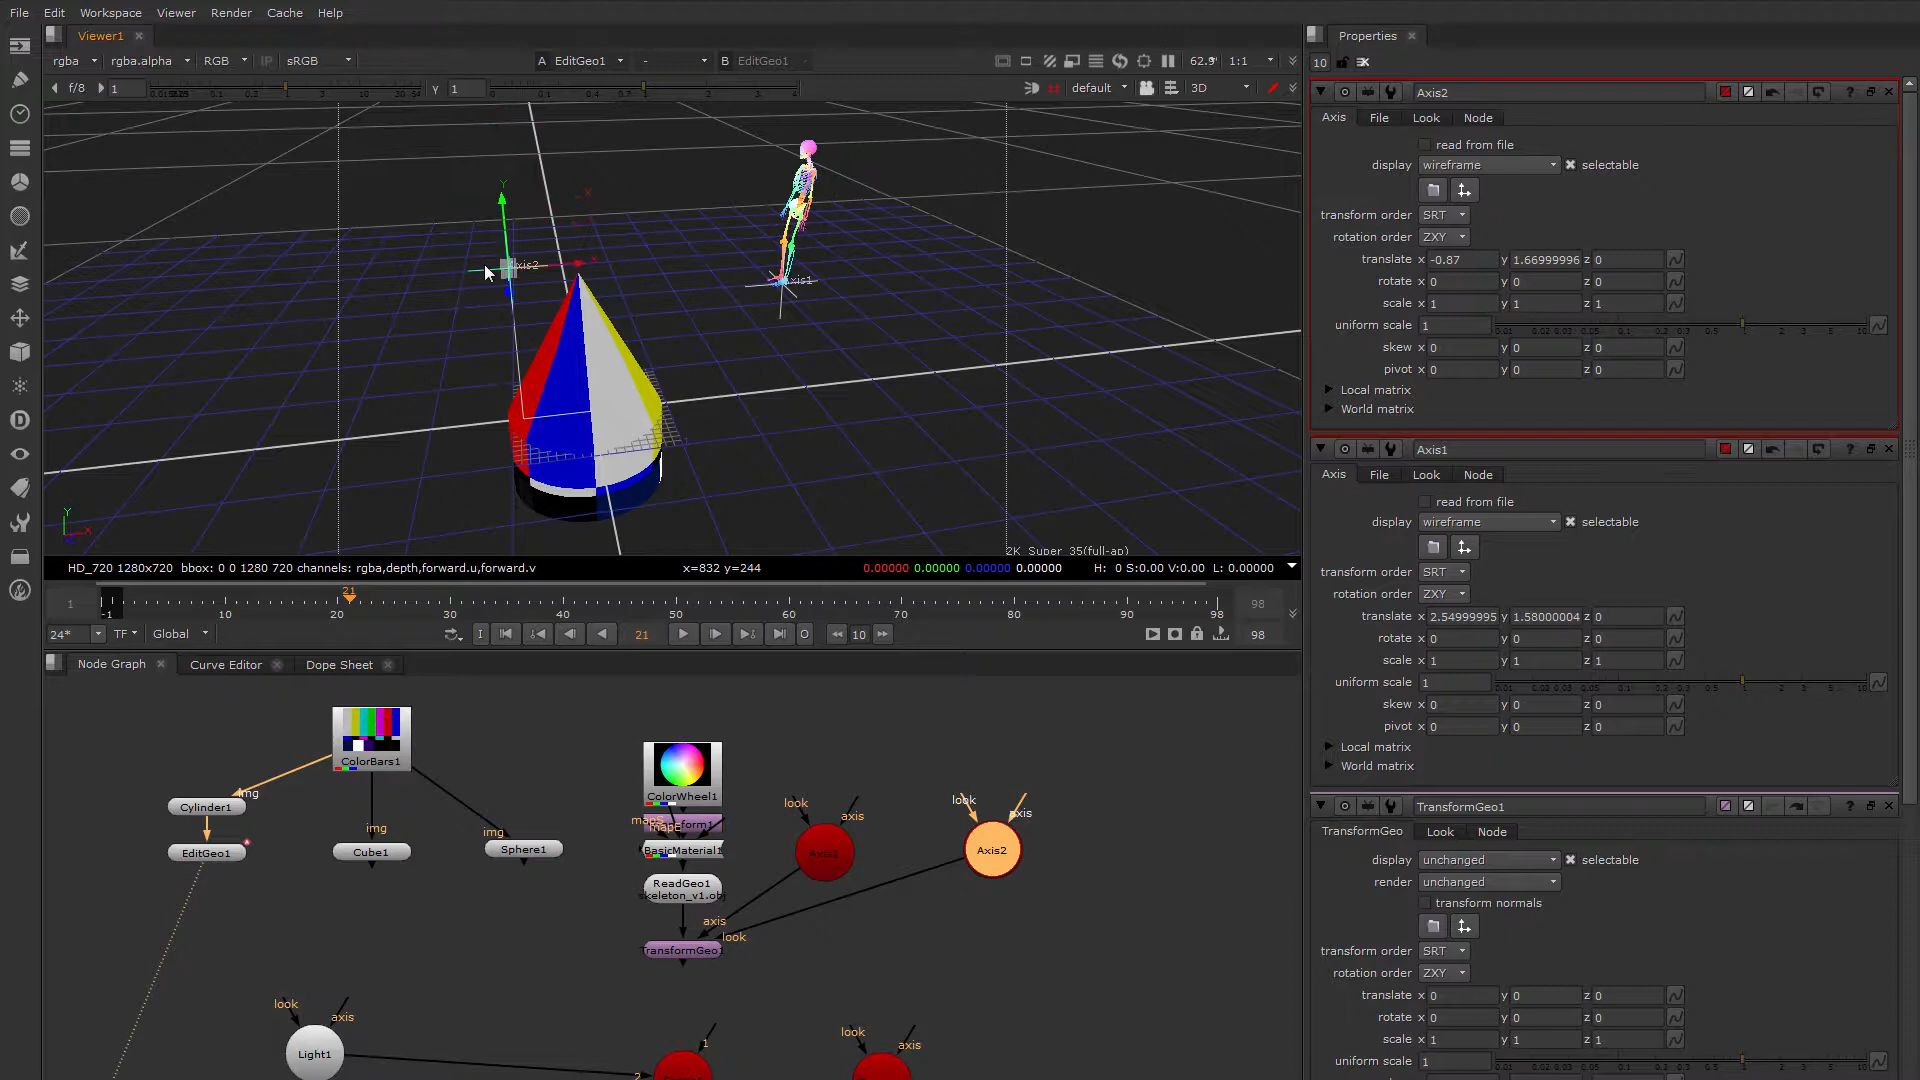 File Edit Workspace Viewer Render Cache Help
Viewer1
rgba rgba.alpha RGB IP sRGB A EditGeo1 - B EditGeo1 62.9 1:1
f/8 1 Y 1 default 3D
Y
X
Axis2
X
Axis1
Y
X
2K Super 35(full-ap)
HD_720 1280x720 bbox: 0 0 1280 720 channels: rgba,depth,forward.u,forward.v x=832 y=244 0.00000 0.00000 0.00000 0.00000 H: 0 S:0.00 V:0.00 L: 0.00000
21
1 -1 10 20 30 40 50 60 70 80 90 98 98
24* TF Global I 21 O 10 98
Node Graph Curve Editor Dope Sheet
ColorBars1
img
Cylinder1
EditGeo1
img
Cube1
img
Sphere1
ColorWheel1
BasicMaterial1
ReadGeo1
skeleton_v1.obj
axis
look
TransformGeo1
look
axis
Axis1
look
axis
Axis2
look
axis
Light1
1
2
look
axis
Properties
10
Axis2
Axis File Look Node
read from file
display wireframe selectable
transform order SRT
rotation order ZXY
translate x -0.87 y 1.66999996 z 0
rotate x 0 y 0 z 0
scale x 1 y 1 z 1
uniform scale 1
skew x 0 y 0 z 0
pivot x 0 y 0 z 0
Local matrix
World matrix
Axis1
Axis File Look Node
read from file
display wireframe selectable
transform order SRT
rotation order ZXY
translate x 2.54999995 y 1.58000004 z 0
rotate x 0 y 0 z 0
scale x 1 y 1 z 1
uniform scale 1
skew x 0 y 0 z 0
pivot x 0 y 0 z 0
Local matrix
World matrix
TransformGeo1
TransformGeo Look Node
display unchanged selectable
render unchanged
transform normals
transform order SRT
rotation order ZXY
translate x 0 y 0 z 0
rotate x 0 y 0 z 0
scale x 1 y 1 z 1
uniform scale 1